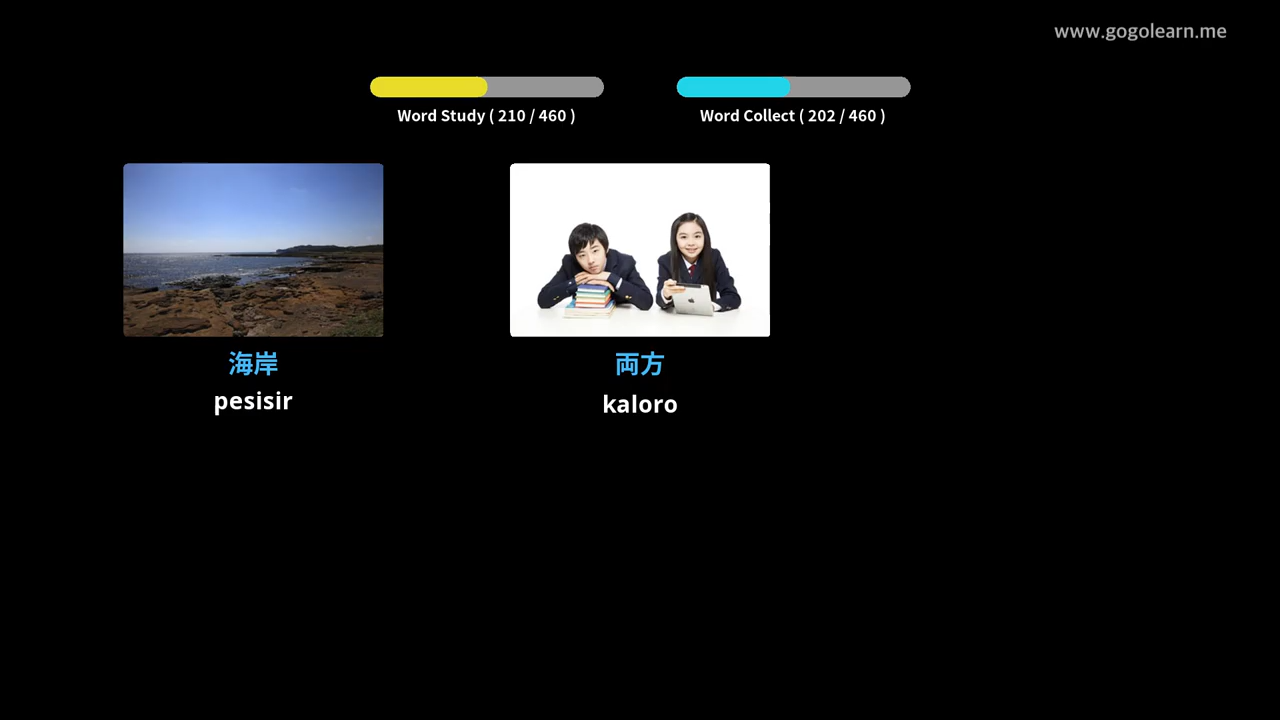 www.gogolearn.me
Word Study ( 210 / 460 )
Word Collect ( 202 / 460 )
海岸
pesisir
両方
kaloro